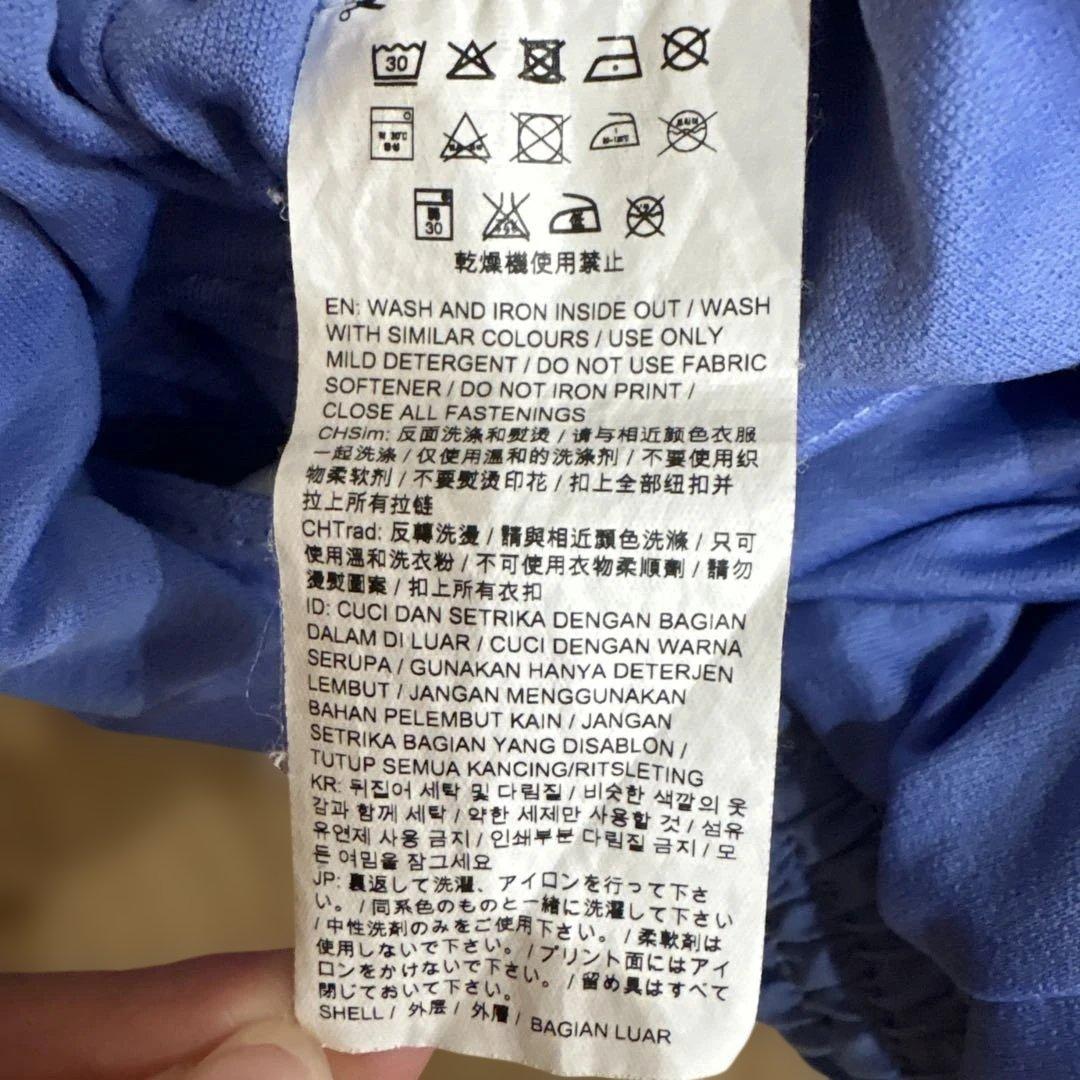 30
30
30
乾燥機使用禁止
EN: WASH AND IRON INSIDE OUT / WASH
WITH SIMILAR COLOURS / USE ONLY
MILD DETERGENT / DO NOT USE FABRIC
SOFTENER / DO NOT IRON PRINT /
CLOSE ALL FASTENINGS
CHSim: 反面洗涤和熨烫 / 请与相近颜色衣服
一起洗涤 / 仅使用温和的洗涤剂 / 不要使用织
物柔软剂 / 不要熨烫印花 / 扣上全部纽扣并
拉上所有拉链
CHTrad: 反轉洗燙 / 請與相近顏色洗滌 / 只可
使用溫和洗衣粉 / 不可使用衣物柔順劑 / 請勿
燙熨圖案 / 扣上所有衣扣
ID: CUCI DAN SETRIKA DENGAN BAGIAN
DALAM DI LUAR / CUCI DENGAN WARNA
SERUPA / GUNAKAN HANYA DETERJEN
LEMBUT / JANGAN MENGGUNAKAN
BAHAN PELEMBUT KAIN / JANGAN
SETRIKA BAGIAN YANG DISABLON /
TUTUP SEMUA KANCING/RITSLETING
KR: 뒤집어 세탁 및 다림질 / 비슷한 색깔의 옷
감과 함께 세탁 / 약한 세제만 사용할 것 / 섬유
유연제 사용 금지 / 인쇄부분 다림질 금지 / 모
든 여밈을 잠그세요
JP: 裏返して洗濯、アイロンを行って下さ
い。 / 同系色のものと一緒に洗濯して下さい
/ 中性洗剤のみをご使用下さい。 / 柔軟剤は
使用しないで下さい。 / プリント面にはアイ
ロンをかけないで下さい。 / 留め具はすべて
閉じておいて下さい。
SHELL / 外层 / 外層 / BAGIAN LUAR